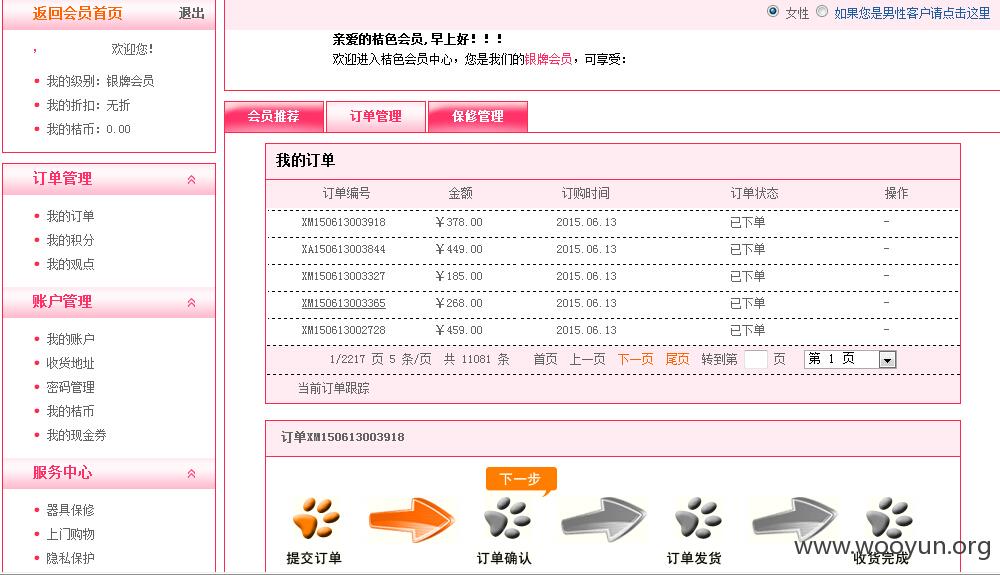 返回会员首页 退出
， 欢迎您！
我的级别：银牌会员
我的折扣：无折
我的桔币：0.00
订单管理
我的订单
我的积分
我的观点
账户管理
我的账户
收货地址
密码管理
我的桔币
我的现金券
服务中心
器具保修
上门购物
隐私保护
女性 如果您是男性客户请点击这里
亲爱的桔色会员,早上好！！！
欢迎进入桔色会员中心，您是我们的银牌会员，可享受：
会员推荐 订单管理 保修管理
我的订单
订单编号 金额 订购时间 订单状态 操作
XM150613003918 ￥378.00 2015.06.13 已下单 -
XA150613003844 ￥449.00 2015.06.13 已下单 -
XM150613003327 ￥185.00 2015.06.13 已下单 -
XM150613003365 ￥268.00 2015.06.13 已下单 -
XM150613002728 ￥459.00 2015.06.13 已下单 -
1/2217 页 5 条/页 共 11081 条 首页 上一页 下一页 尾页 转到第 页 第 1 页
当前订单跟踪
订单XM150613003918
下一步
提交订单 订单确认 订单发货 收货完成
www.wooyun.org